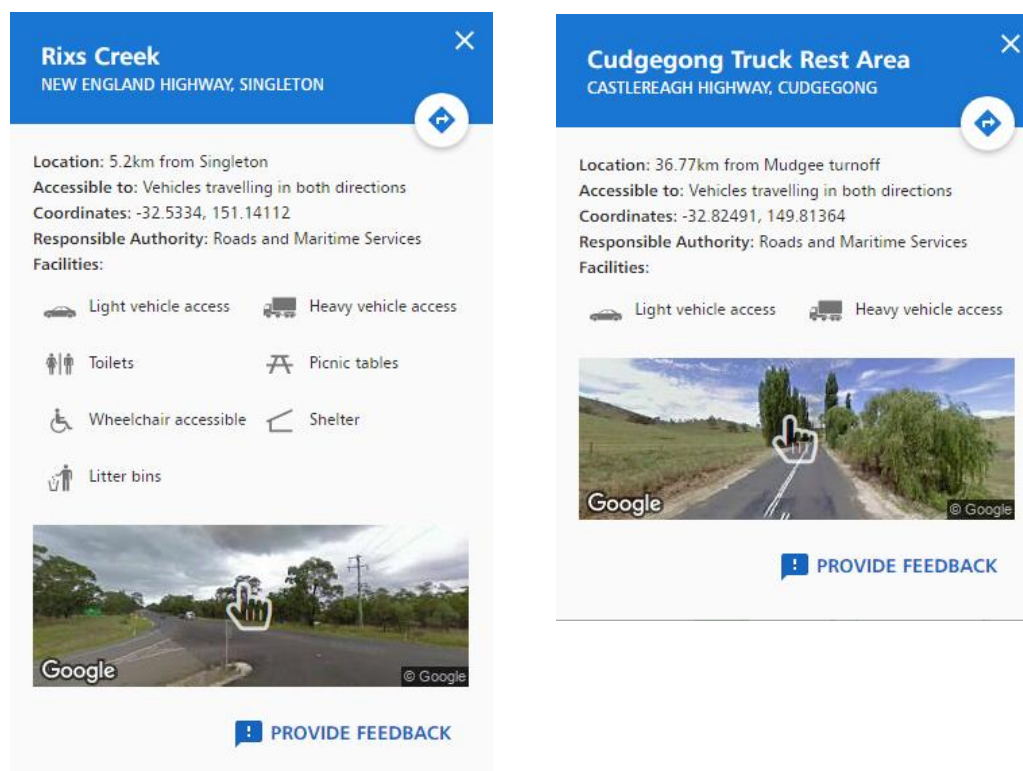 Rixs Creek
NEW ENGLAND HIGHWAY, SINGLETON
Location: 5.2km from Singleton
Accessible to: Vehicles travelling in both directions
Coordinates: -32.5334, 151.14112
Responsible Authority: Roads and Maritime Services
Facilities:
Light vehicle access
Heavy vehicle access
Toilets
Picnic tables
Wheelchair accessible
Shelter
Litter bins
Google
© Google
PROVIDE FEEDBACK
Cudgegong Truck Rest Area
CASTLEREAGH HIGHWAY, CUDGEGONG
Location: 36.77km from Mudgee turnoff
Accessible to: Vehicles travelling in both directions
Coordinates: -32.82491, 149.81364
Responsible Authority: Roads and Maritime Services
Facilities:
Light vehicle access
Heavy vehicle access
Google
© Google
PROVIDE FEEDBACK